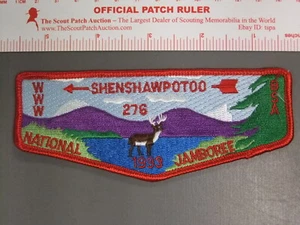 OFFICIAL PATCH RULER
The Scout Patch Auction - The Largest Dealer of Scouting Memorabilia in the World
www.TheScoutPatchAuction.com
Ebay ID: tspa
SHENSHAWPOTOO
WWW
276
BSA
NATIONAL
1993
JAMBOREE